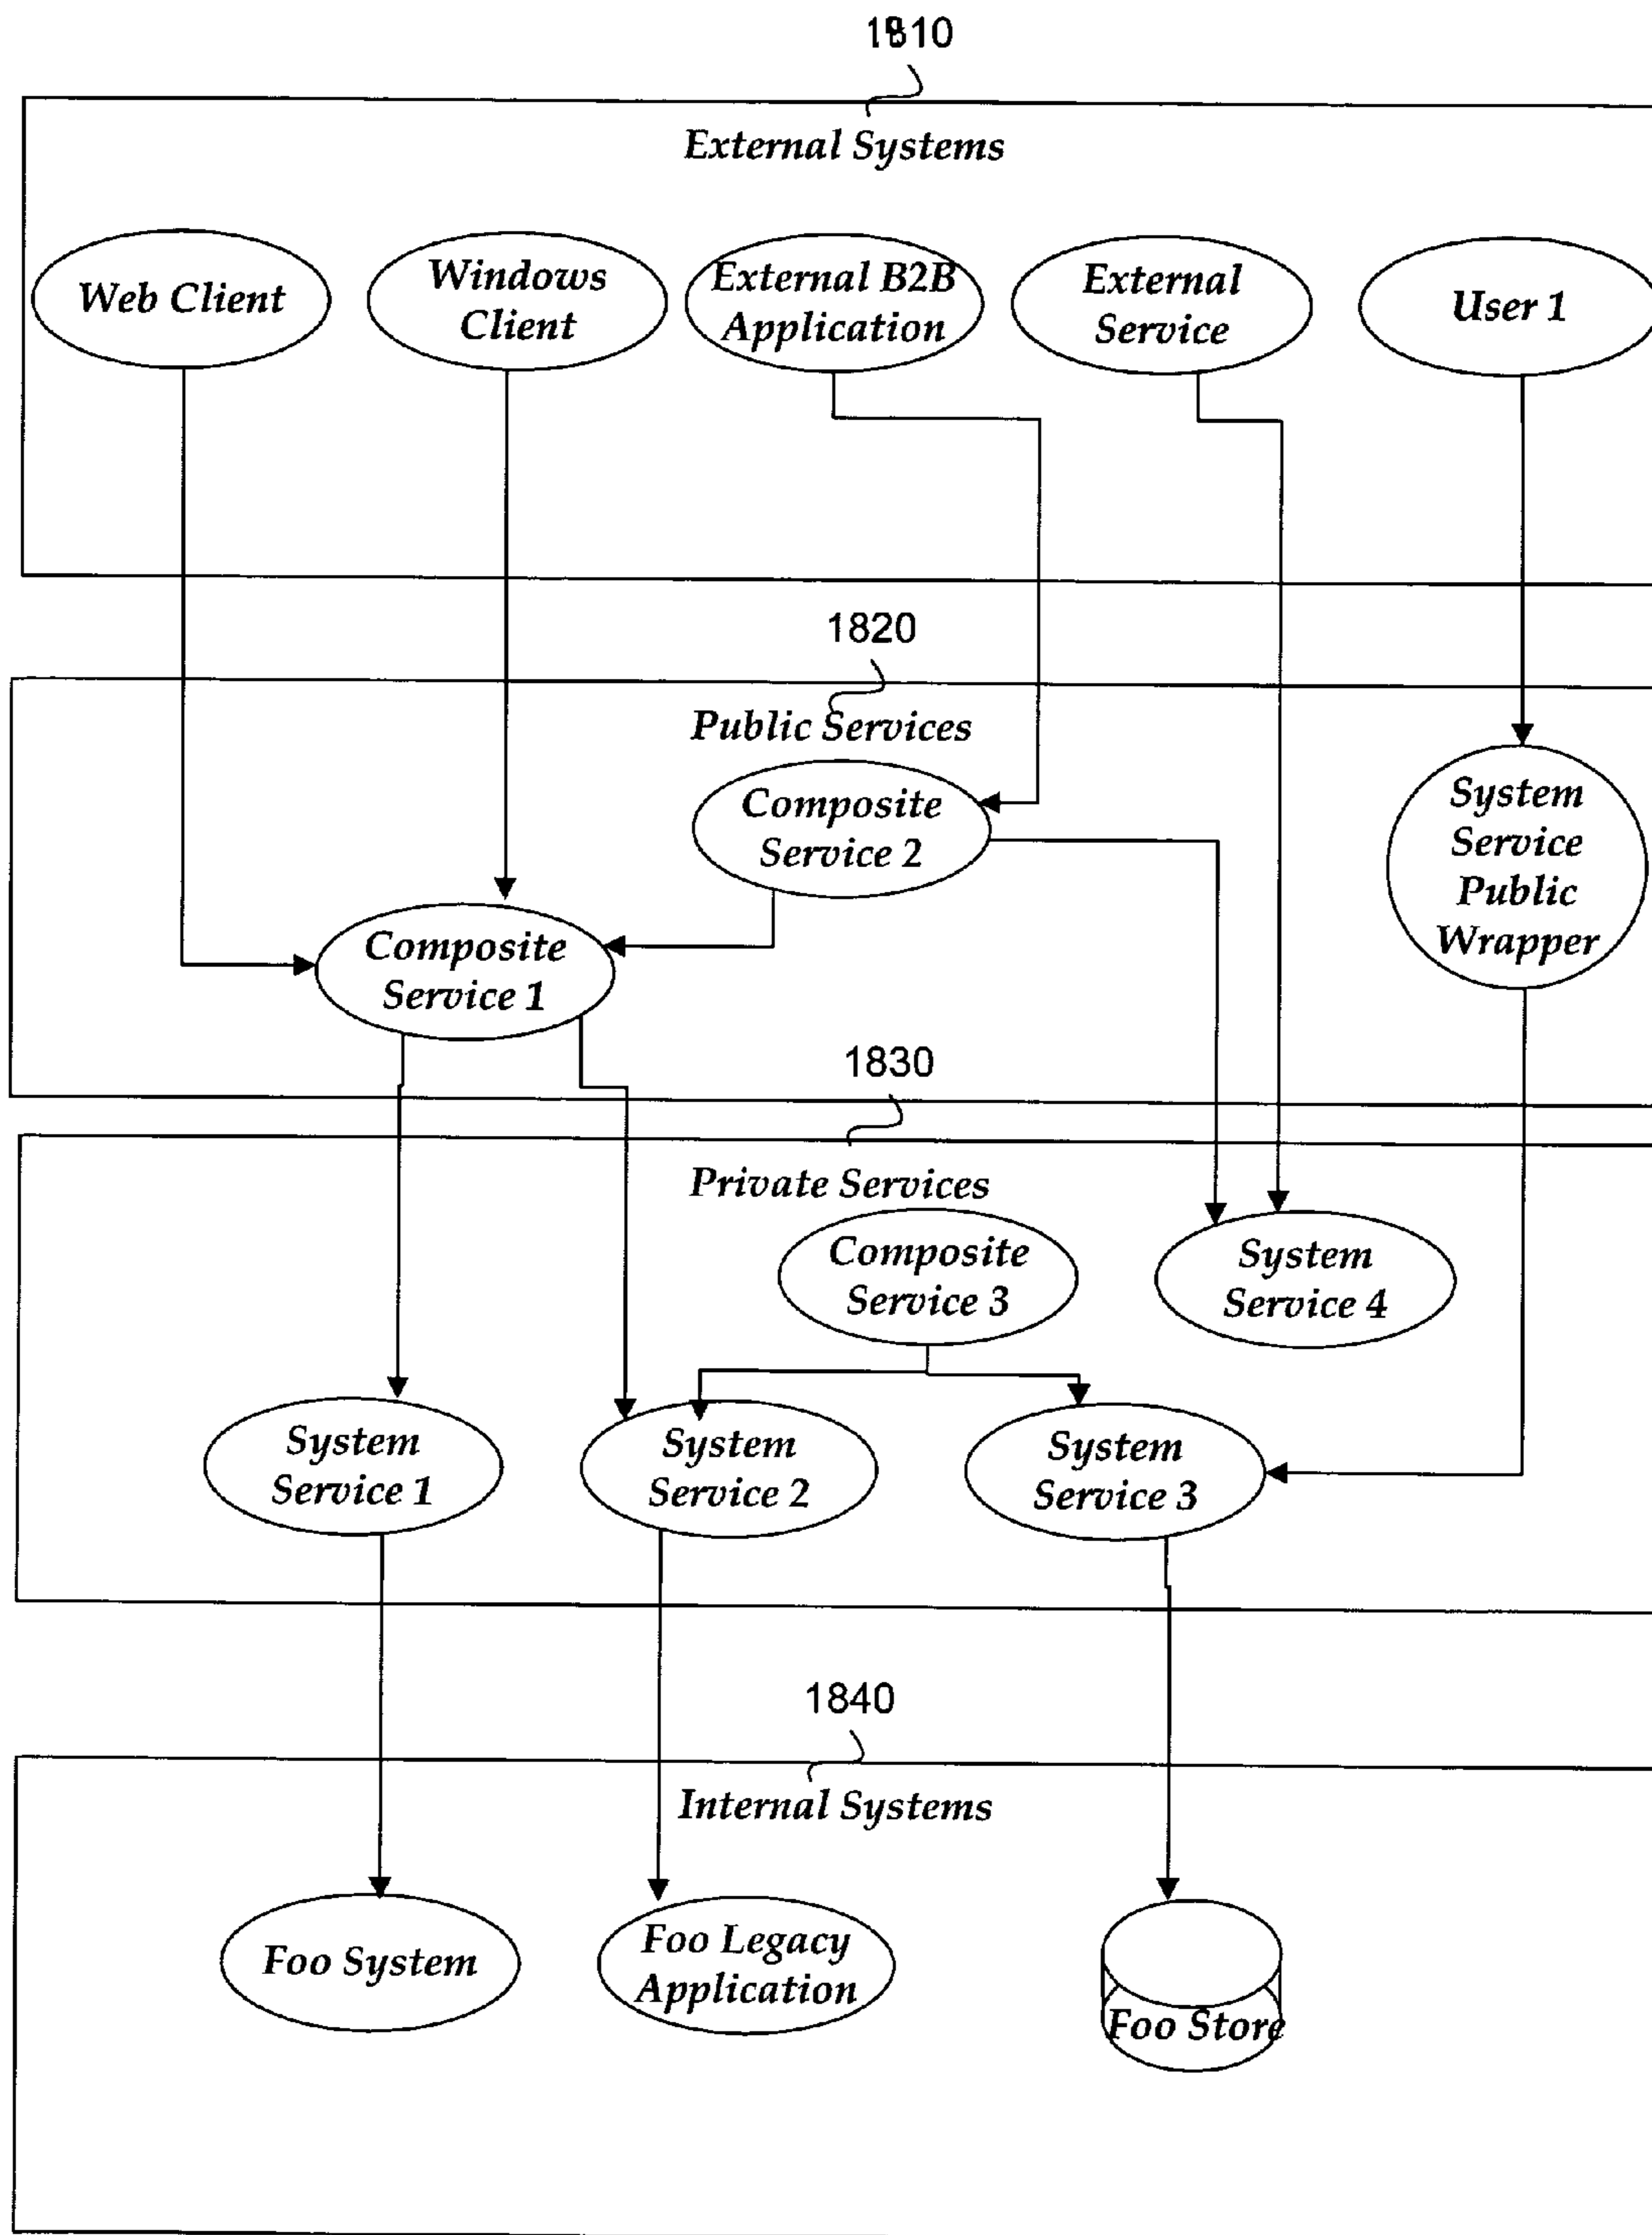 1810
External Systems
Web Client
Windows
Client
External B2B
Application
External
Service
User 1
1820
Public Services
Composite
Service 2
System
Service
Public
Wrapper
Composite
Service 1
1830
Private Services
Composite
Service 3
System
Service 4
System
Service 1
System
Service 2
System
Service 3
1840
Internal Systems
Foo System
Foo Legacy
Application
Foo Store